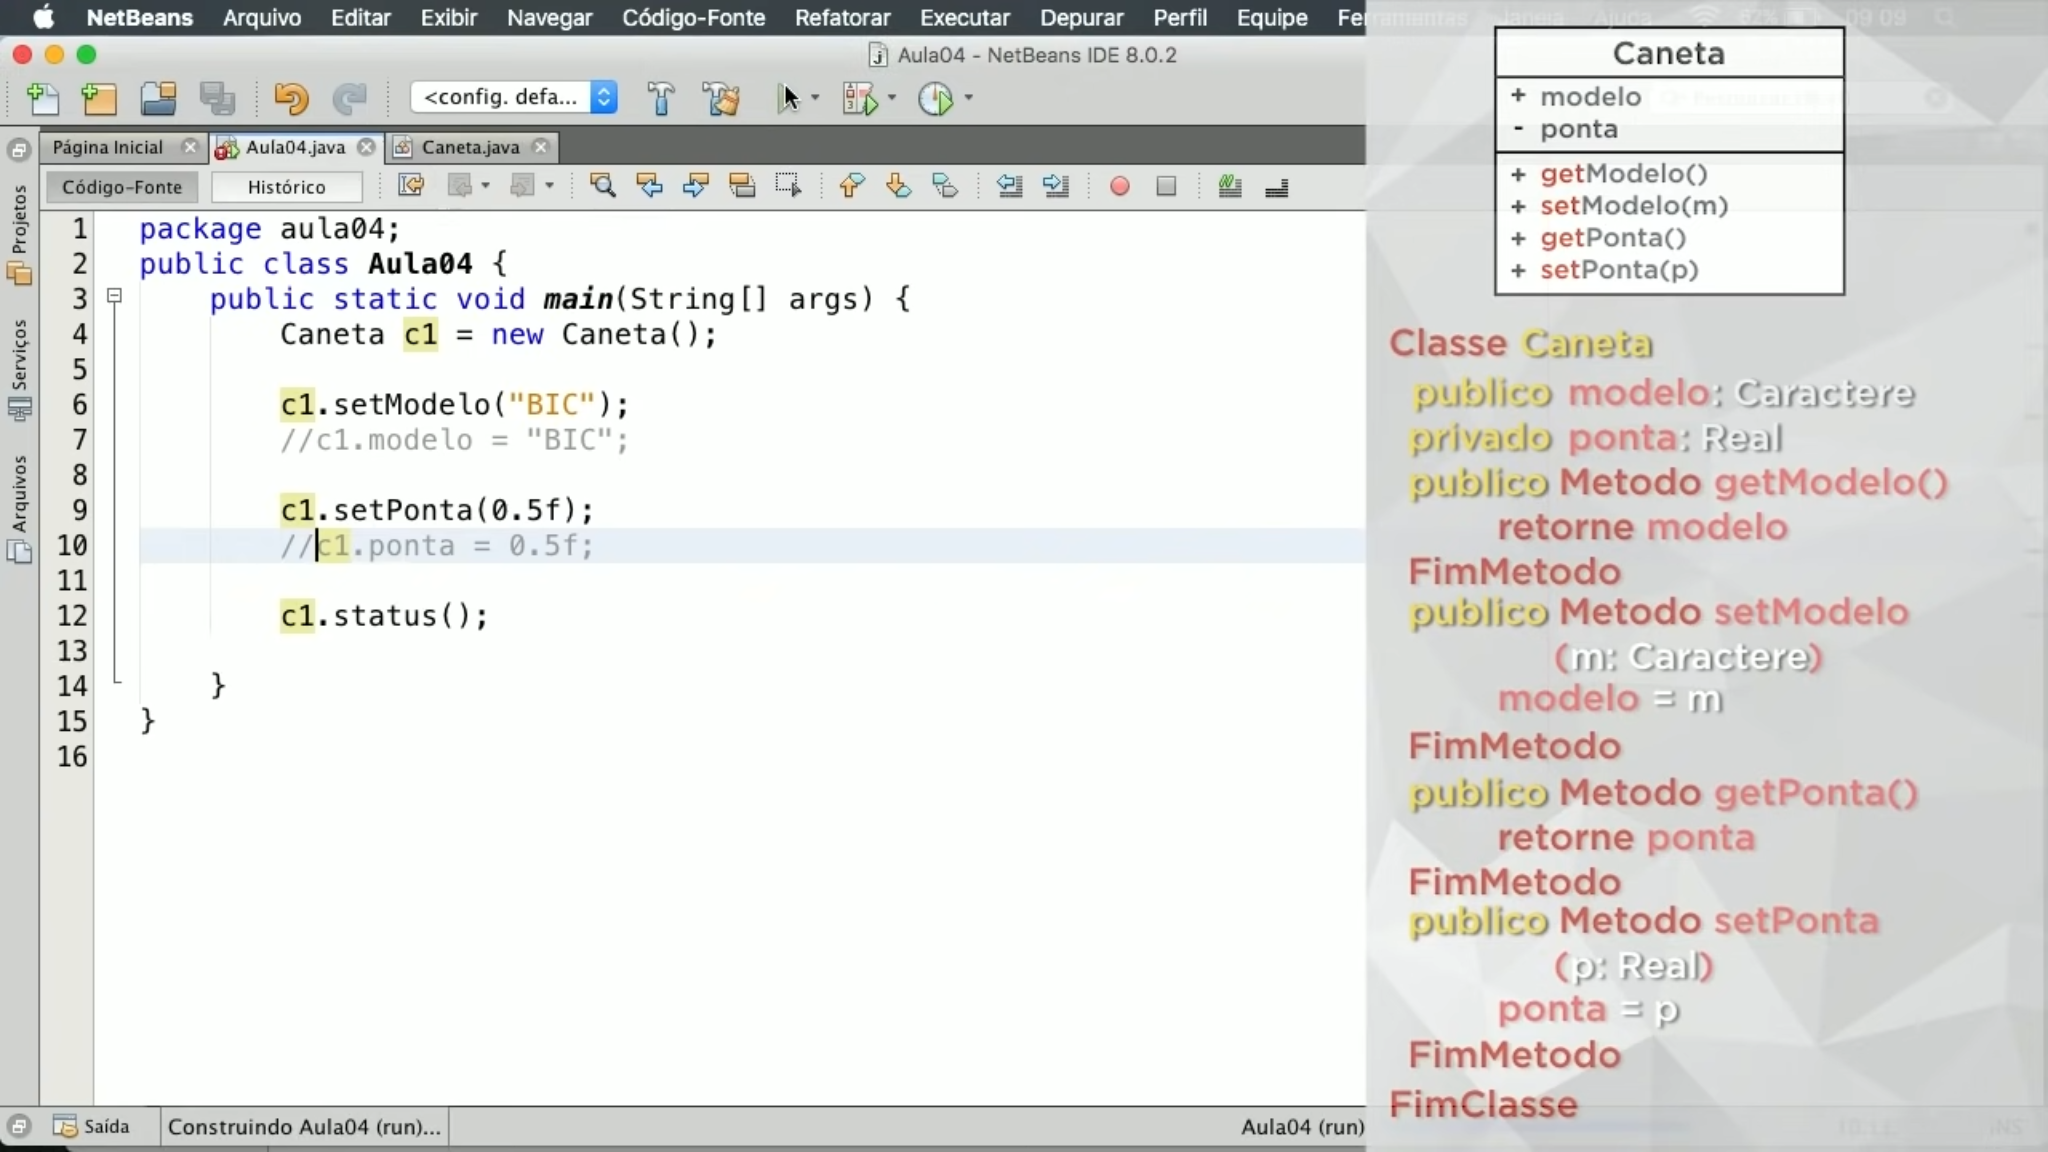 NetBeans Arquivo Editar Exibir Navegar Código-Fonte Refatorar Executar Depurar Perfil Equipe Ferramentas Janela Ajuda 62% 09 09
Aula04 - NetBeans IDE 8.0.2
<config. defa...
Página Inicial Aula04.java Caneta.java
Código-Fonte Histórico
Projetos
Serviços
Arquivos
1 package aula04;
2 public class Aula04 {
3 public static void main(String[] args) {
4 Caneta c1 = new Caneta();
5
6 c1.setModelo("BIC");
7 //c1.modelo = "BIC";
8
9 c1.setPonta(0.5f);
10 //c1.ponta = 0.5f;
11
12 c1.status();
13
14 }
15 }
16
Saída Construindo Aula04 (run)... Aula04 (run)
Caneta
+ modelo
- ponta
+ getModelo()
+ setModelo(m)
+ getPonta()
+ setPonta(p)
Classe Caneta
publico modelo: Caractere
privado ponta: Real
publico Metodo getModelo()
retorne modelo
FimMetodo
publico Metodo setModelo
(m: Caractere)
modelo = m
FimMetodo
publico Metodo getPonta()
retorne ponta
FimMetodo
publico Metodo setPonta
(p: Real)
ponta = p
FimMetodo
FimClasse